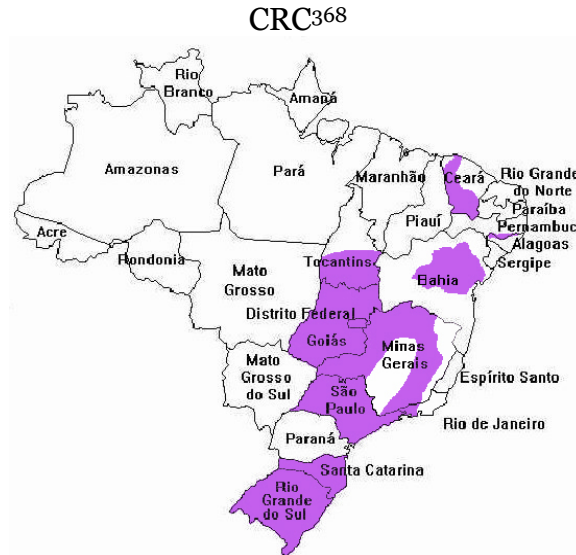 CRC368
Rio
Branco
Amapá
Amazonas
Pará
Maranhão
Ceará
Rio Grande
do Norte
Paraíba
Pernambuc
Alagoas
Sergipe
Piauí
Acre
Rondonia
Tocantins
Bahia
Mato
Grosso
Distrito Federal
Goiás
Minas
Gerais
Mato
Grosso
do Sul
São
Paulo
Espírito Santo
Rio de Janeiro
Paraná
Santa Catarina
Rio
Grande
do Sul